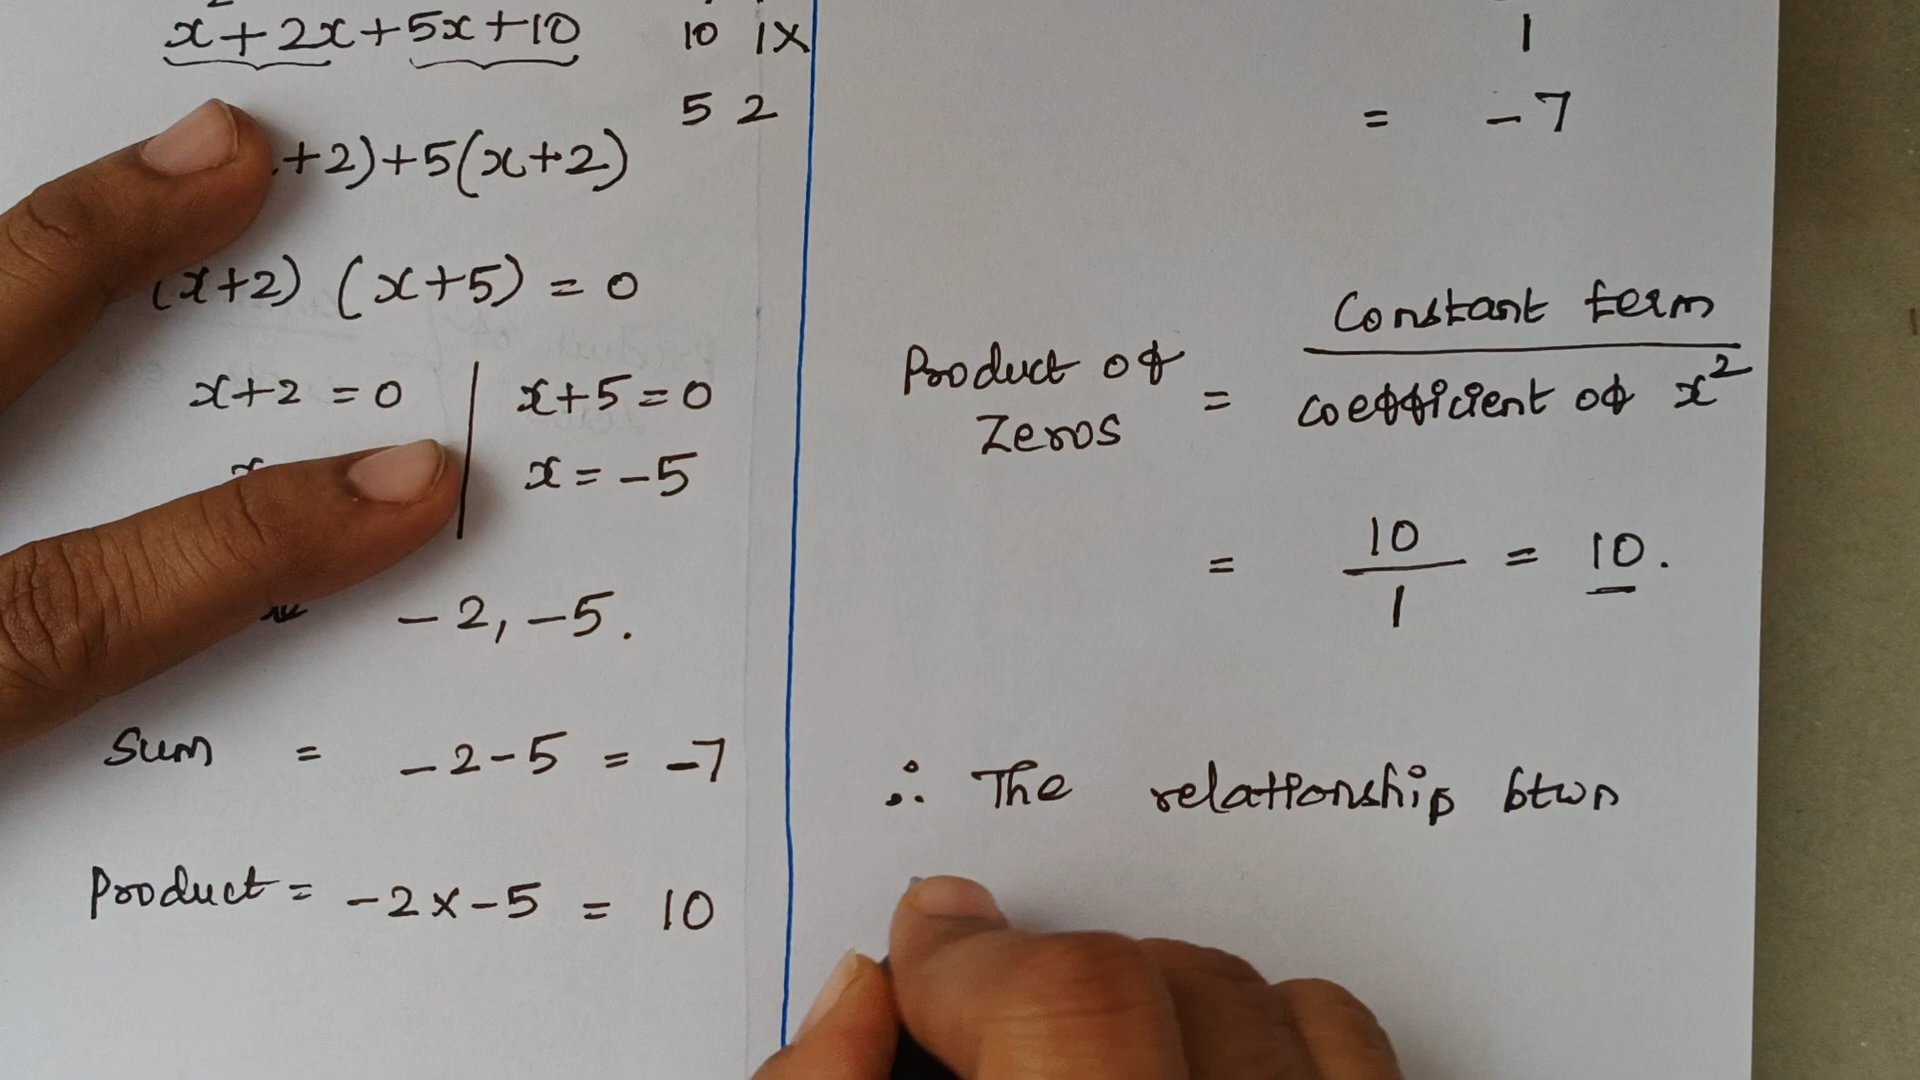 x²+2x+5x+10
10 1x
5 2
+2)+5(x+2)
(x+2) (x+5) = 0
x+2 = 0 | x+5=0
x = -5
-2, -5.
Sum = -2-5 = -7
Product = -2x-5 = 10
1
= -7
Product of Zeros = Constant term / coefficient of x²
= 10/1 = 10.
∴ The relationship btwn